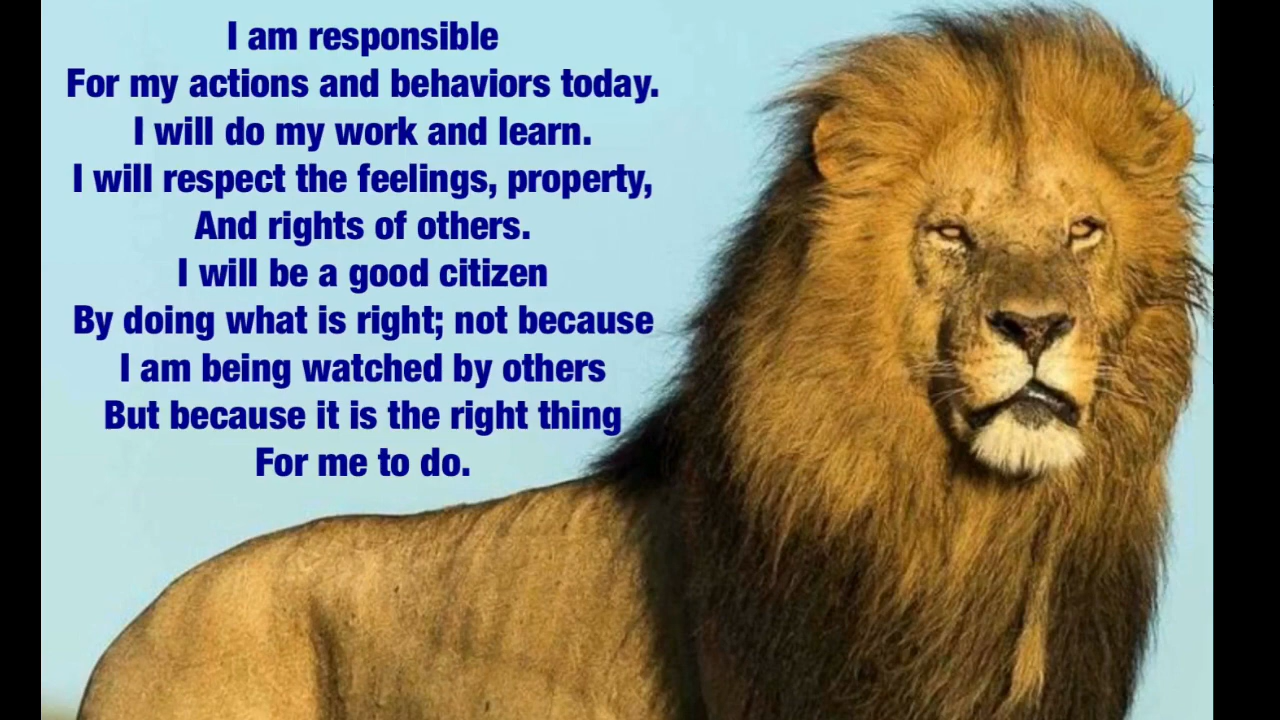 I am responsible
For my actions and behaviors today.
I will do my work and learn.
I will respect the feelings, property,
And rights of others.
I will be a good citizen
By doing what is right; not because
I am being watched by others
But because it is the right thing
For me to do.